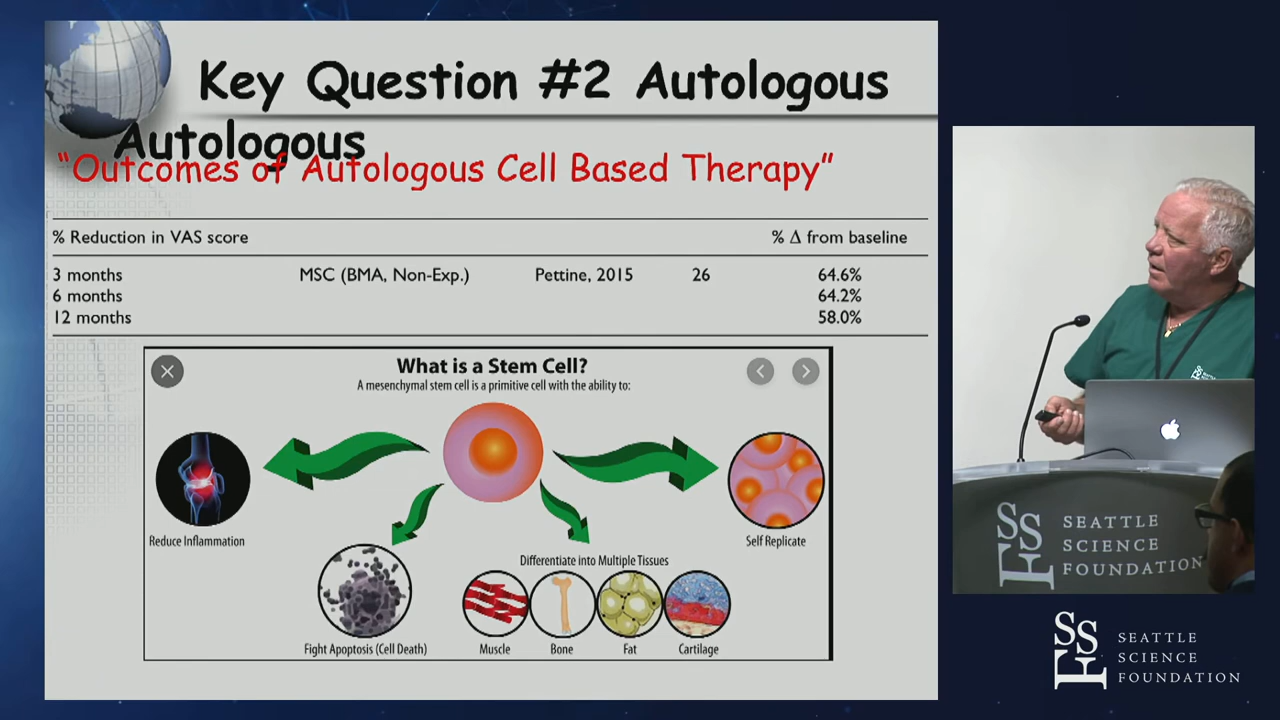 Key Question #2 Autologous
Autologous
“Outcomes of Autologous Cell Based Therapy”
% Reduction in VAS score % Δ from baseline
3 months MSC (BMA, Non-Exp.) Pettine, 2015 26 64.6%
6 months 64.2%
12 months 58.0%
What is a Stem Cell?
A mesenchymal stem cell is a primitive cell with the ability to:
Reduce Inflammation
Self Replicate
Differentiate into Multiple Tissues
Fight Apoptosis (Cell Death)
Muscle
Bone
Fat
Cartilage
SSF
SEATTLE
SCIENCE
FOUNDATION
SSF
SEATTLE
SCIENCE
FOUNDATION